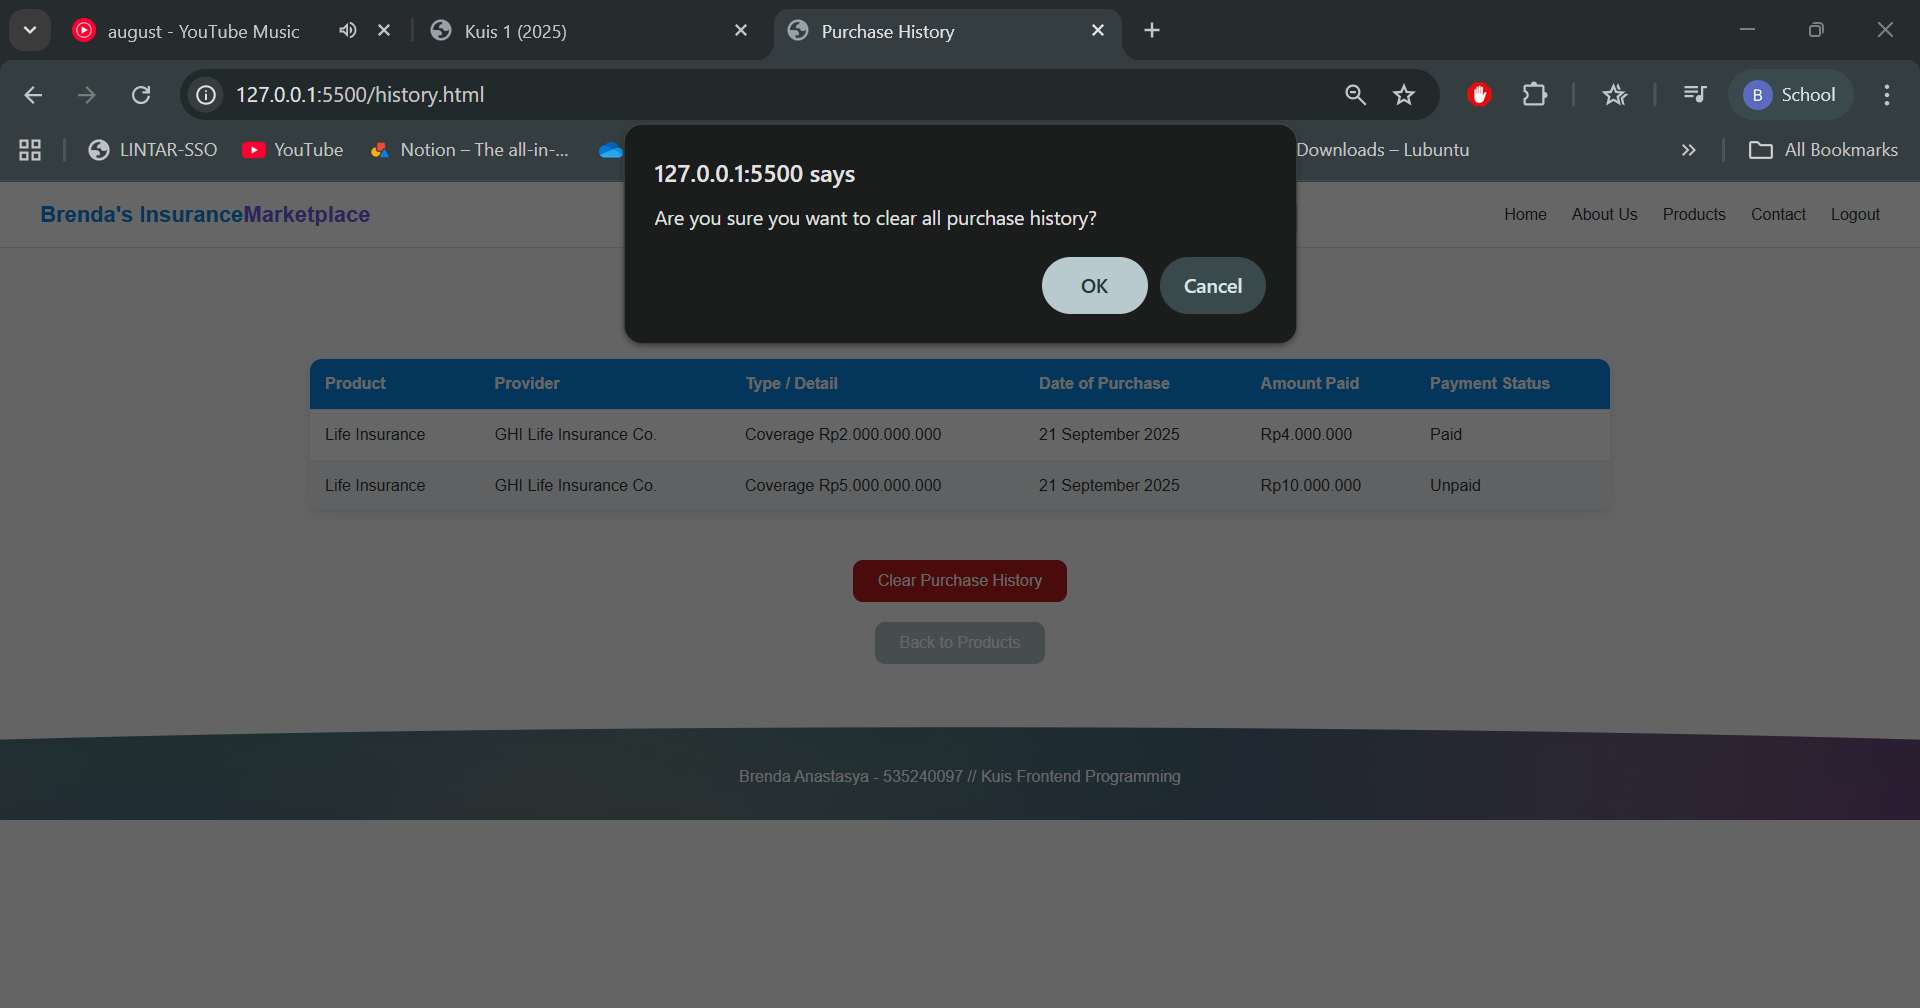 august - YouTube Music
Kuis 1 (2025)
Purchase History
127.0.0.1:5500/history.html
B School
LINTAR-SSO
YouTube
Notion – The all-in-...
Downloads – Lubuntu
All Bookmarks
127.0.0.1:5500 says
Are you sure you want to clear all purchase history?
OK Cancel
Brenda's InsuranceMarketplace
Home About Us Products Contact Logout
Product Provider Type / Detail Date of Purchase Amount Paid Payment Status
Life Insurance GHI Life Insurance Co. Coverage Rp2.000.000.000 21 September 2025 Rp4.000.000 Paid
Life Insurance GHI Life Insurance Co. Coverage Rp5.000.000.000 21 September 2025 Rp10.000.000 Unpaid
Clear Purchase History
Back to Products
Brenda Anastasya - 535240097 // Kuis Frontend Programming